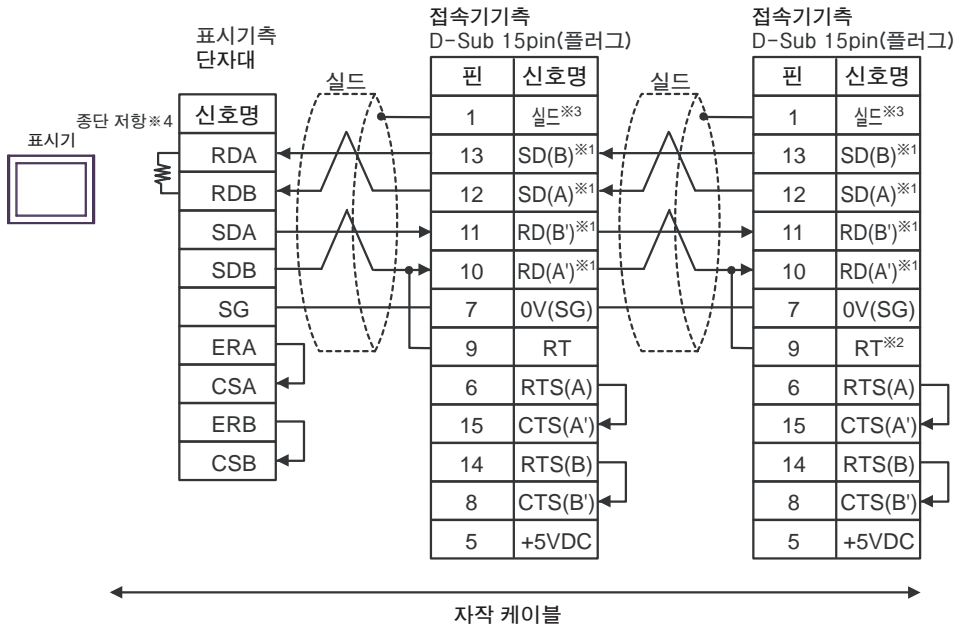 표시기측
단자대
접속기기측
D-Sub 15pin(플러그)
접속기기측
D-Sub 15pin(플러그)
실드
실드
종단 저항※4
표시기
신호명
RDA
RDB
SDA
SDB
SG
ERA
CSA
ERB
CSB
핀 신호명
1 실드※3
13 SD(B)※1
12 SD(A)※1
11 RD(B')※1
10 RD(A')※1
7 0V(SG)
9 RT
6 RTS(A)
15 CTS(A')
14 RTS(B)
8 CTS(B')
5 +5VDC
핀 신호명
1 실드※3
13 SD(B)※1
12 SD(A)※1
11 RD(B')※1
10 RD(A')※1
7 0V(SG)
9 RT※2
6 RTS(A)
15 CTS(A')
14 RTS(B)
8 CTS(B')
5 +5VDC
자작 케이블